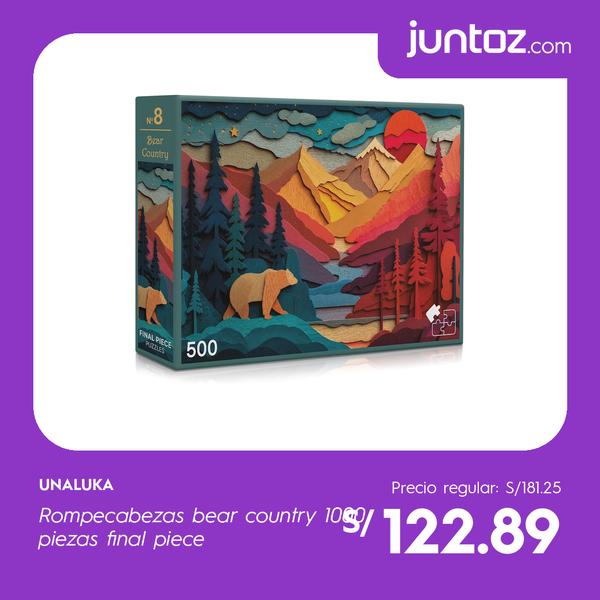 juntoz.com
Nº8
Bear
Country
FINAL PIECE
PUZZLES
500
UNALUKA
Precio regular: S/181.25
Rompecabezas bear country 1000
piezas final piece
S/ 122.89